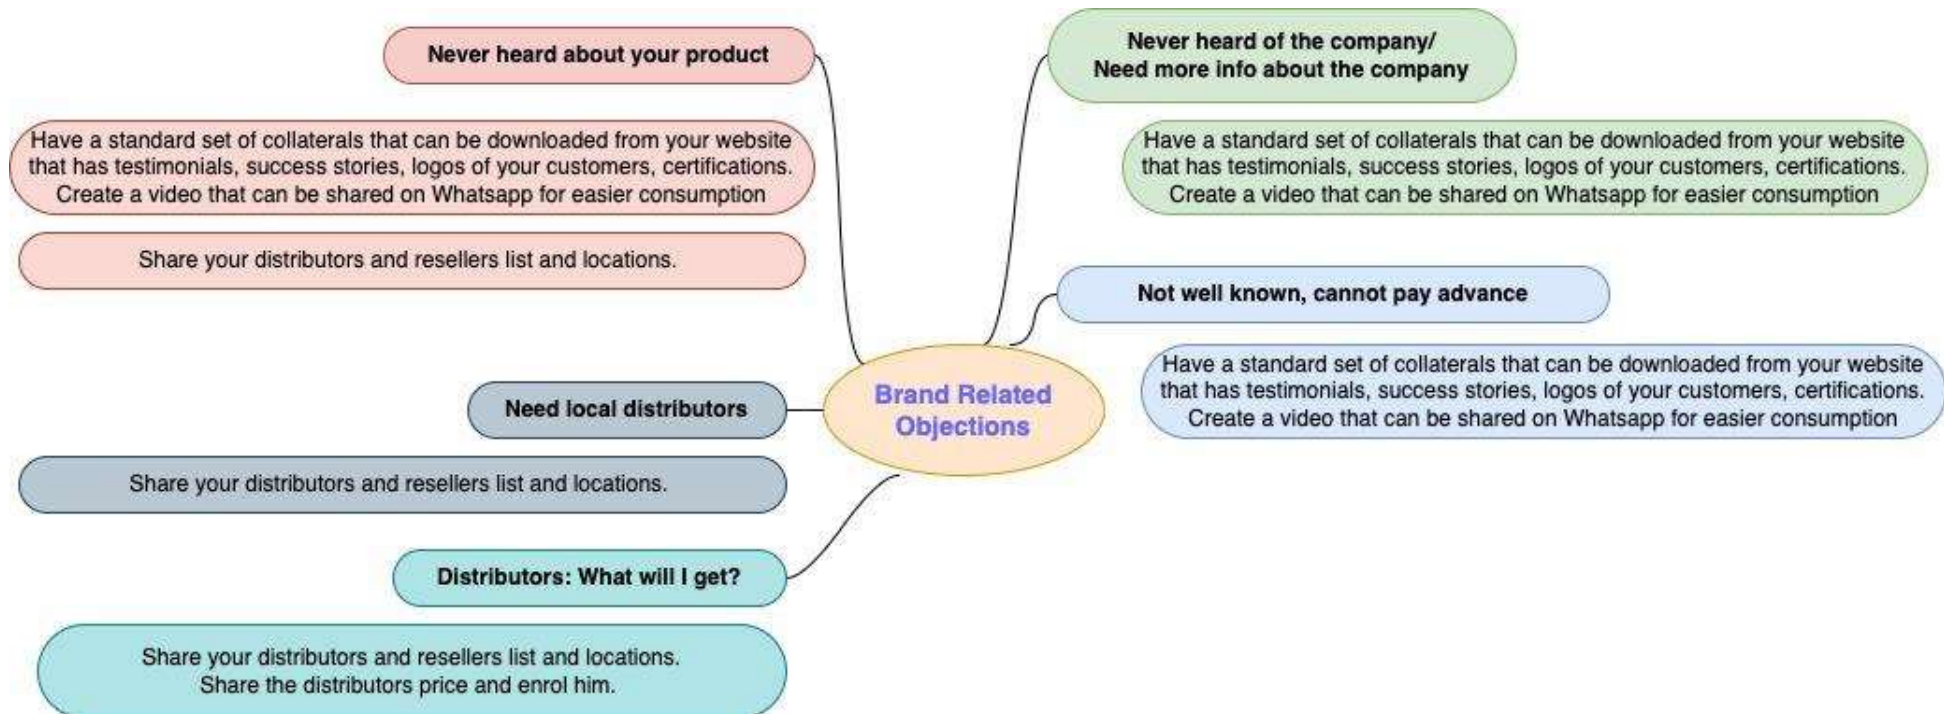 Never heard about your product
Have a standard set of collaterals that can be downloaded from your website
that has testimonials, success stories, logos of your customers, certifications.
Create a video that can be shared on Whatsapp for easier consumption
Share your distributors and resellers list and locations.
Need local distributors
Share your distributors and resellers list and locations.
Distributors: What will I get?
Share your distributors and resellers list and locations.
Share the distributors price and enrol him.
Brand Related
Objections
Never heard of the company/
Need more info about the company
Have a standard set of collaterals that can be downloaded from your website
that has testimonials, success stories, logos of your customers, certifications.
Create a video that can be shared on Whatsapp for easier consumption
Not well known, cannot pay advance
Have a standard set of collaterals that can be downloaded from your website
that has testimonials, success stories, logos of your customers, certifications.
Create a video that can be shared on Whatsapp for easier consumption